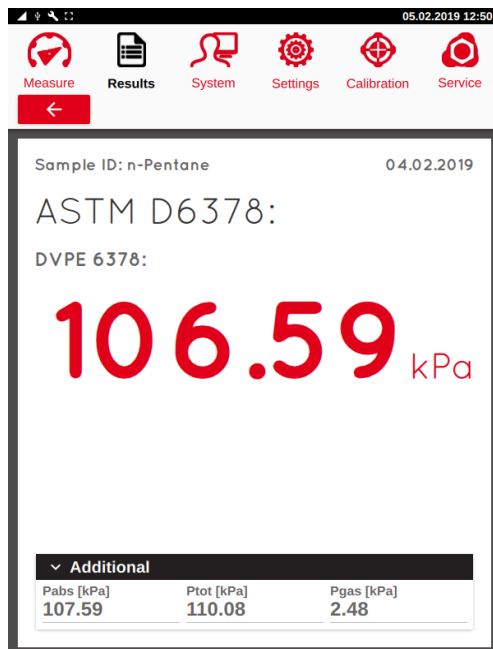 05.02.2019 12:50
Measure Results System Settings Calibration Service
Sample ID: n-Pentane 04.02.2019
ASTM D6378:
DVPE 6378:
106.59 kPa
Additional
Pabs [kPa] Ptot [kPa] Pgas [kPa]
107.59 110.08 2.48